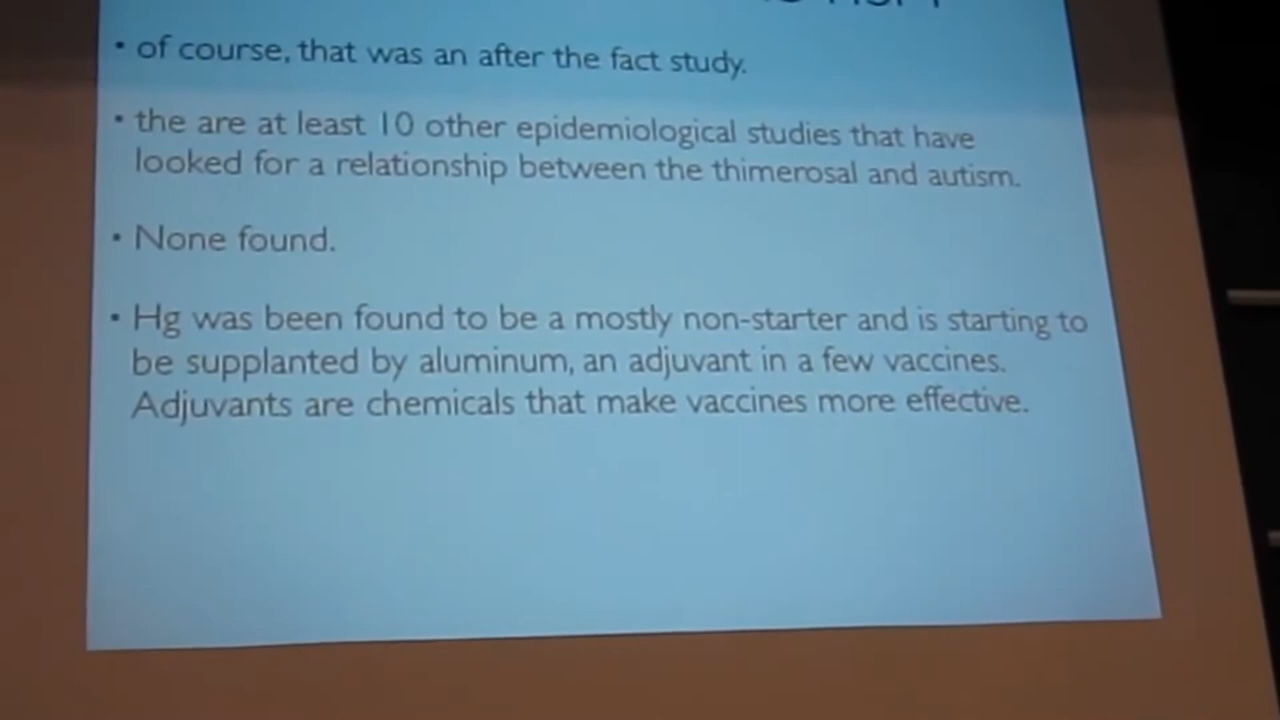 • of course, that was an after the fact study.
• the are at least 10 other epidemiological studies that have
looked for a relationship between the thimerosal and autism.
• None found.
• Hg was been found to be a mostly non-starter and is starting to
be supplanted by aluminum, an adjuvant in a few vaccines.
Adjuvants are chemicals that make vaccines more effective.